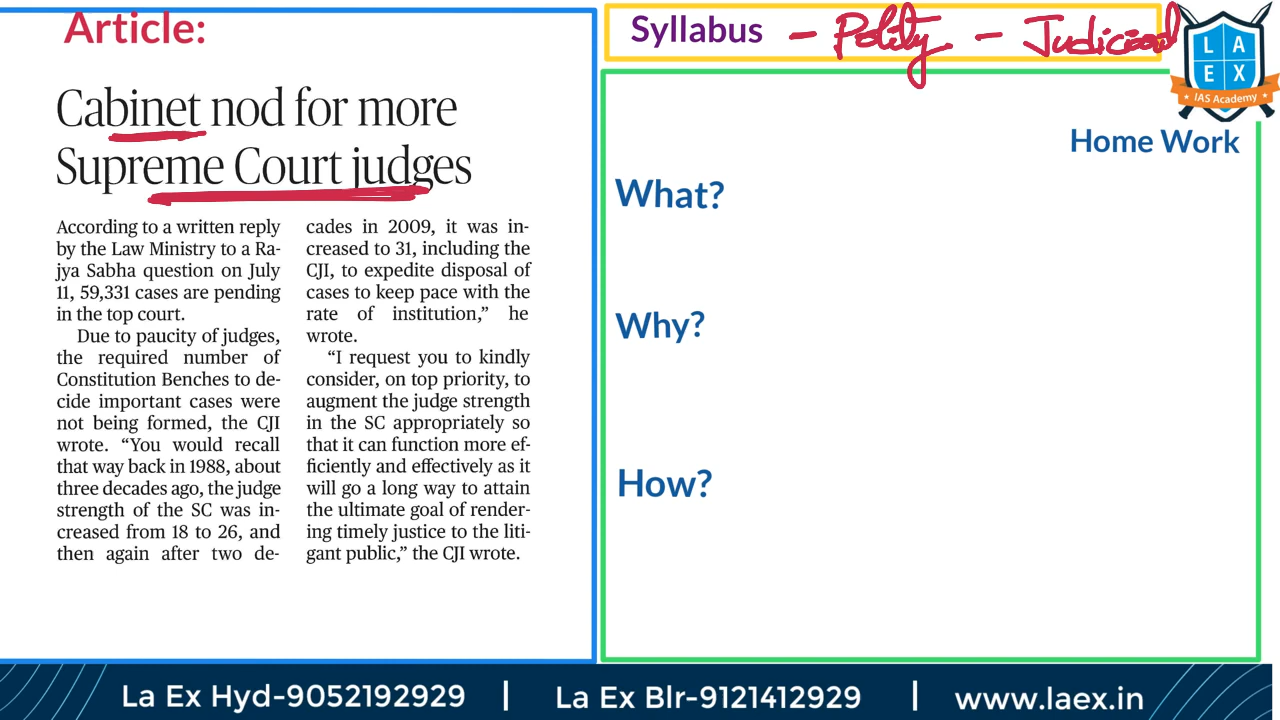 Article:
Cabinet nod for more
Supreme Court judges
According to a written reply
by the Law Ministry to a Ra-
jya Sabha question on July
11, 59,331 cases are pending
in the top court.
Due to paucity of judges,
the required number of
Constitution Benches to de-
cide important cases were
not being formed, the CJI
wrote. “You would recall
that way back in 1988, about
three decades ago, the judge
strength of the SC was in-
creased from 18 to 26, and
then again after two de-
cades in 2009, it was in-
creased to 31, including the
CJI, to expedite disposal of
cases to keep pace with the
rate of institution,” he
wrote.
“I request you to kindly
consider, on top priority, to
augment the judge strength
in the SC appropriately so
that it can function more ef-
ficiently and effectively as it
will go a long way to attain
the ultimate goal of render-
ing timely justice to the liti-
gant public,” the CJI wrote.
Syllabus - Polity - 
LA
EX
IAS Academy
Home Work
What?
Why?
How?
La Ex Hyd-9052192929 | La Ex Blr-9121412929 | www.laex.in